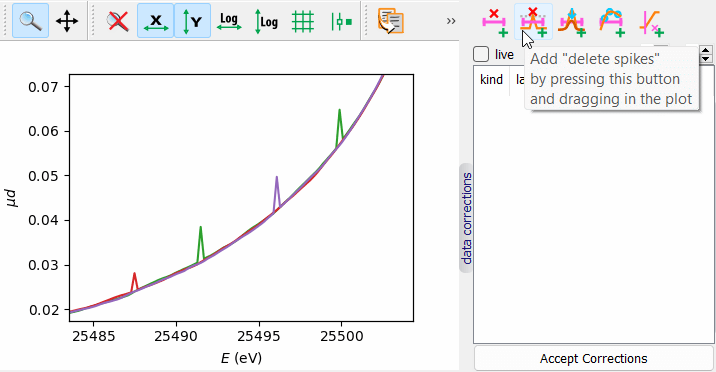 Log
Log
»
live
Add "delete spikes"
by pressing this button
and dragging in the plot
kind
la
0.07
0.06
0.05
0.04
0.03
0.02
μd
25485
25490
25495
25500
E (eV)
data corrections
Accept Corrections